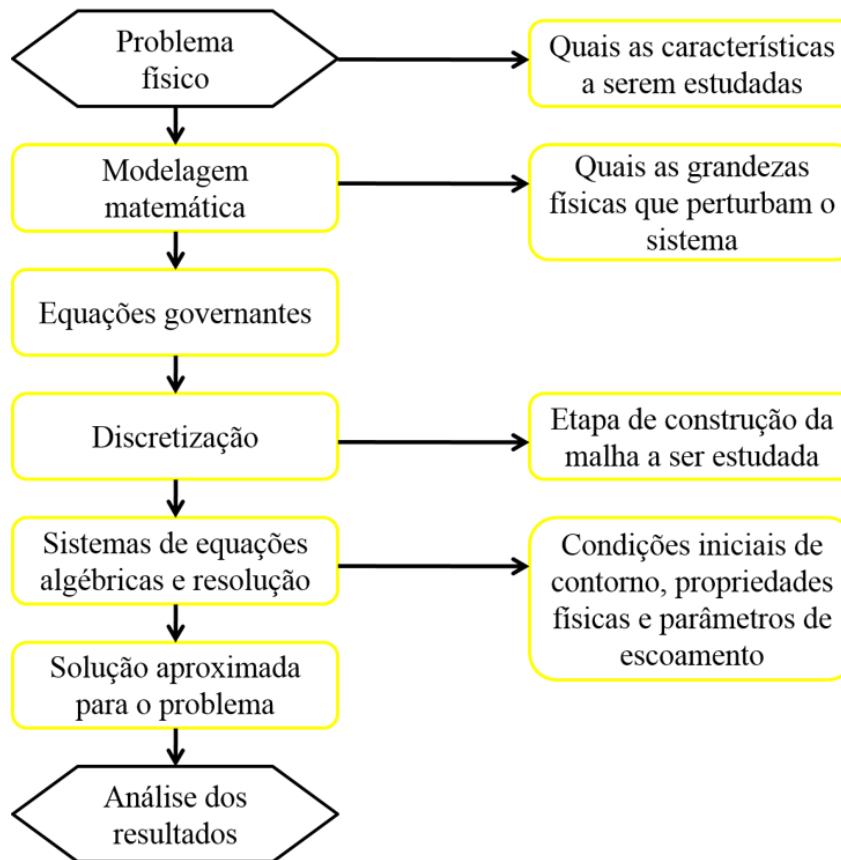 Problema
físico
Quais as características
a serem estudadas
Modelagem
matemática
Quais as grandezas
físicas que perturbam o
sistema
Equações governantes
Discretização
Etapa de construção da
malha a ser estudada
Sistemas de equações
algébricas e resolução
Condições iniciais de
contorno, propriedades
físicas e parâmetros de
escoamento
Solução aproximada
para o problema
Análise dos
resultados